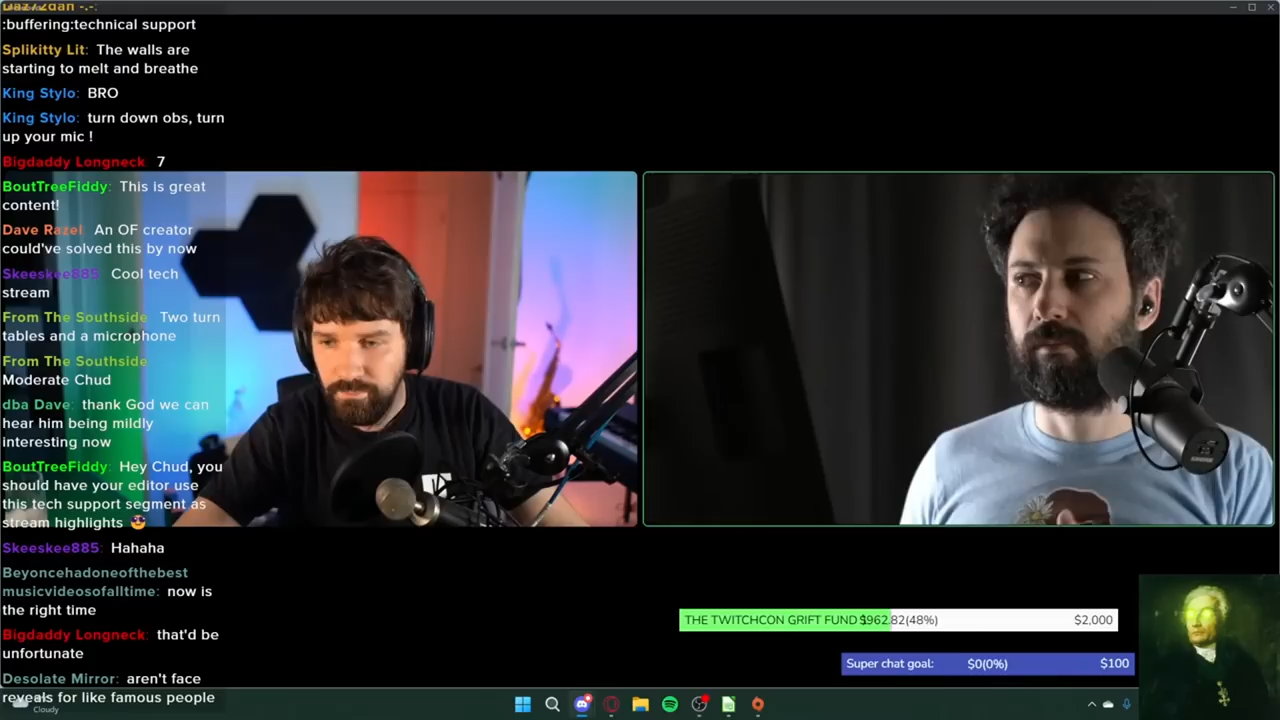 Dazrzdan -.-:
:buffering:technical support
Splikitty Lit: The walls are
starting to melt and breathe
King Stylo: BRO
King Stylo: turn down obs, turn
up your mic !
Bigdaddy Longneck 7
BoutTreeFiddy: This is great
content!
Dave Razel An OF creator
could've solved this by now
Skeeskee885 Cool tech
stream
From The Southside Two turn
tables and a microphone
From The Southside
Moderate Chud
dba Dave: thank God we can
hear him being mildly
interesting now
BoutTreeFiddy: Hey Chud, you
should have your editor use
this tech support segment as
stream highlights 😍
Skeeskee885: Hahaha
Beyoncehadoneofthebest
musicvideosofalltime: now is
the right time
Bigdaddy Longneck: that'd be
unfortunate
Desolate Mirror: aren't face
reveals for like famous people
THE TWITCHCON GRIFT FUND $962.82(48%) $2,000
Super chat goal: $0(0%) $100
Cloudy
SHURE